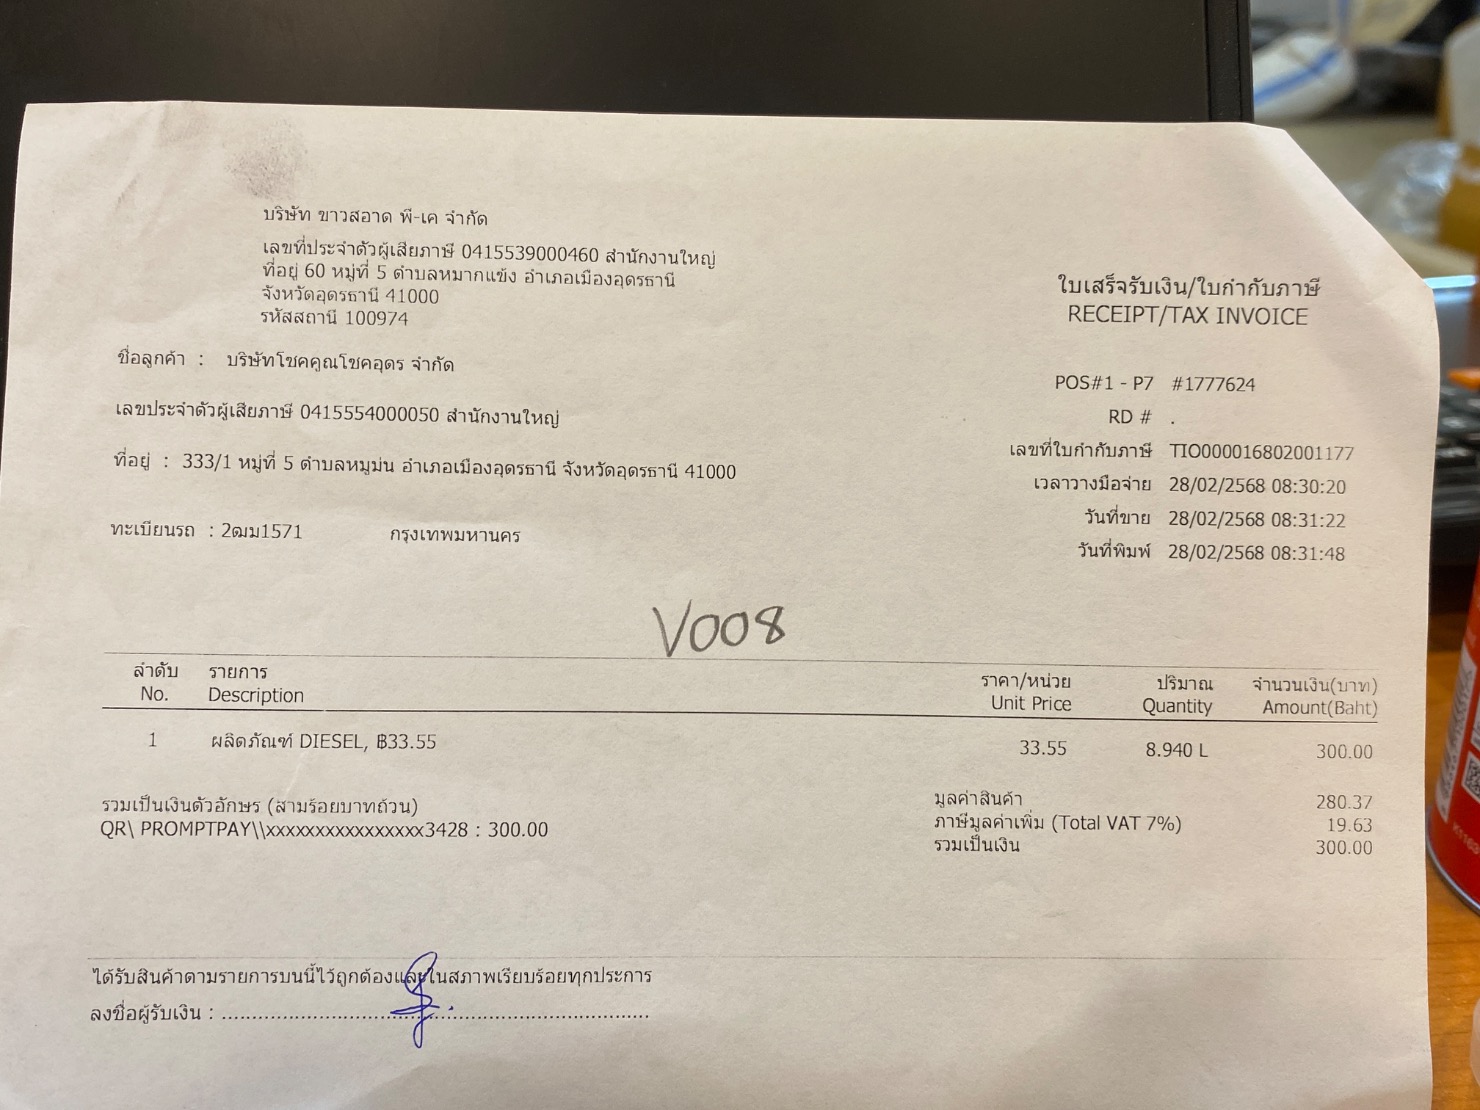 บริษัท ขาวสอาด พี-เค จำกัด
เลขที่ประจำตัวผู้เสียภาษี 0415539000460 สำนักงานใหญ่
ที่อยู่ 60 หมู่ที่ 5 ตำบลหมากแข้ง อำเภอเมืองอุดรธานี
จังหวัดอุดรธานี 41000
รหัสสถานี 100974
ใบเสร็จรับเงิน/ใบกำกับภาษี
RECEIPT/TAX INVOICE
ชื่อลูกค้า : บริษัทโชคคูณโชคอุดร จำกัด
เลขประจำตัวผู้เสียภาษี 0415554000050 สำนักงานใหญ่
ที่อยู่ : 333/1 หมู่ที่ 5 ตำบลหมูม่น อำเภอเมืองอุดรธานี จังหวัดอุดรธานี 41000
ทะเบียนรถ : 2ฒม1571 กรุงเทพมหานคร
POS#1 - P7 #1777624
RD # .
เลขที่ใบกำกับภาษี TIO000016802001177
เวลาวางมือจ่าย 28/02/2568 08:30:20
วันที่ขาย 28/02/2568 08:31:22
วันที่พิมพ์ 28/02/2568 08:31:48
V008
ลำดับ รายการ ราคา/หน่วย ปริมาณ จำนวนเงิน(บาท)
No. Description Unit Price Quantity Amount(Baht)
1 ผลิตภัณฑ์ DIESEL, ฿33.55 33.55 8.940 L 300.00
รวมเป็นเงินตัวอักษร (สามร้อยบาทถ้วน)
QR\ PROMPTPAY\\xxxxxxxxxxxxxxxx3428 : 300.00
มูลค่าสินค้า 280.37
ภาษีมูลค่าเพิ่ม (Total VAT 7%) 19.63
รวมเป็นเงิน 300.00
ได้รับสินค้าตามรายการบนนี้ไว้ถูกต้องและในสภาพเรียบร้อยทุกประการ
ลงชื่อผู้รับเงิน : ......................................................................